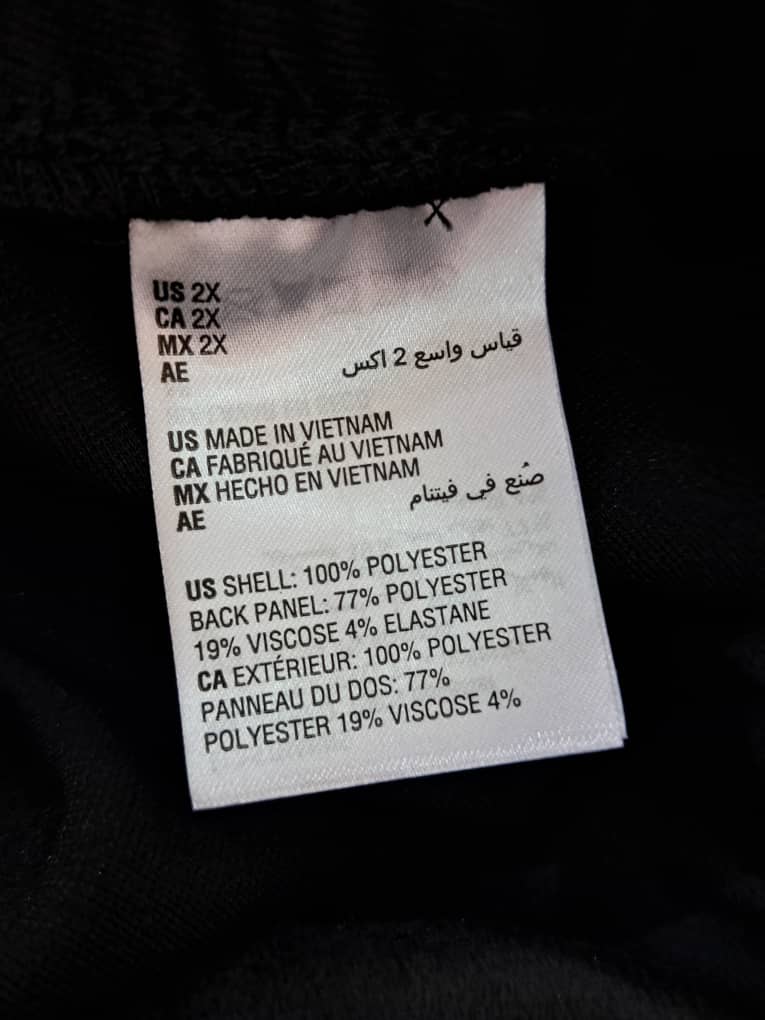 X
US 2X
CA 2X
MX 2X
AE قياس واسع 2 اكس
US MADE IN VIETNAM
CA FABRIQUÉ AU VIETNAM
MX HECHO EN VIETNAM
AE صُنع في فيتنام
US SHELL: 100% POLYESTER
BACK PANEL: 77% POLYESTER
19% VISCOSE 4% ELASTANE
CA EXTÉRIEUR: 100% POLYESTER
PANNEAU DU DOS: 77%
POLYESTER 19% VISCOSE 4%